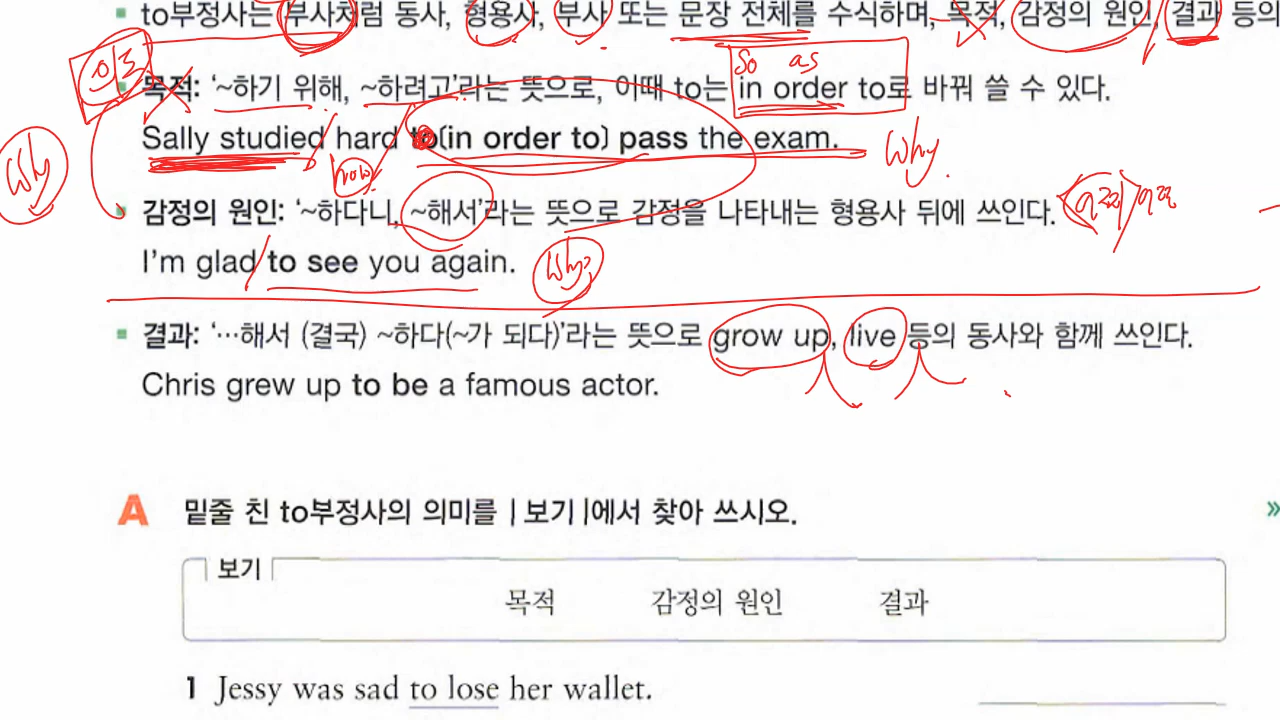 to부정사는 부사처럼 동사, 형용사, 부사 또는 문장 전체를 수식하며, 목적, 감정의 원인, 결과 등의
so as
목적: '~하기 위해, ~하려고'라는 뜻으로, 이때 to는 in order to로 바꿔 쓸 수 있다.
Sally studied hard to(in order to) pass the exam.
Why.
Why
how
감정의 원인: '~하다니, ~해서'라는 뜻으로 감정을 나타내는 형용사 뒤에 쓰인다.
I'm glad to see you again.
Why?
결과: '…해서 (결국) ~하다(~가 되다)'라는 뜻으로 grow up, live 등의 동사와 함께 쓰인다.
Chris grew up to be a famous actor.
A 밑줄 친 to부정사의 의미를 |보기|에서 찾아 쓰시오. »
보기
목적 감정의 원인 결과
1 Jessy was sad to lose her wallet.